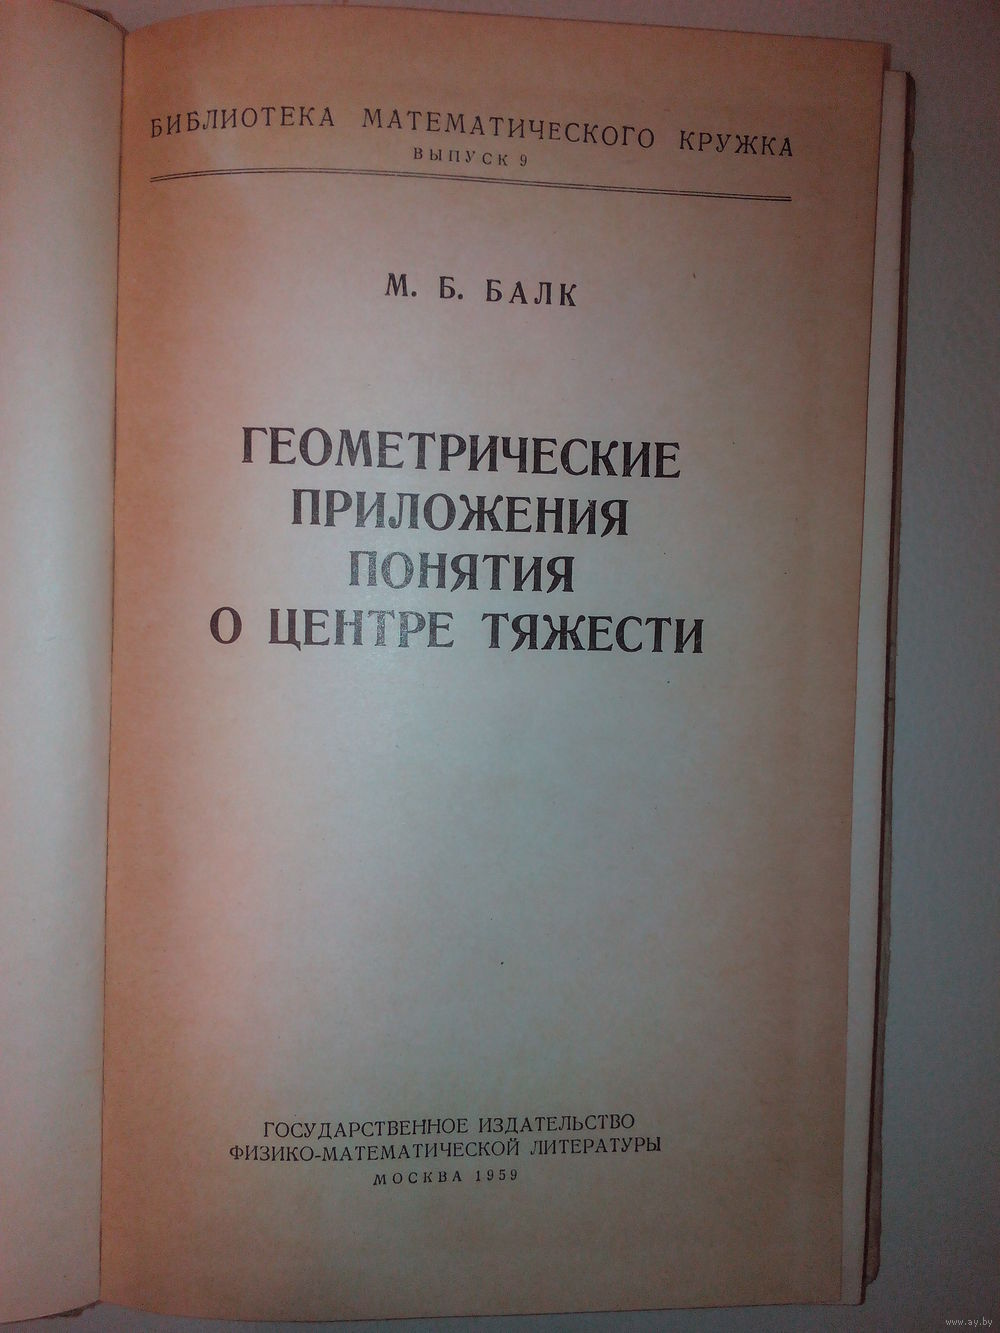 БИБЛИОТЕКА МАТЕМАТИЧЕСКОГО КРУЖКА
ВЫПУСК 9
М. Б. БАЛК
ГЕОМЕТРИЧЕСКИЕ
ПРИЛОЖЕНИЯ
ПОНЯТИЯ
О ЦЕНТРЕ ТЯЖЕСТИ
ГОСУДАРСТВЕННОЕ ИЗДАТЕЛЬСТВО
ФИЗИКО-МАТЕМАТИЧЕСКОЙ ЛИТЕРАТУРЫ
МОСКВА 1959
www.ay.by